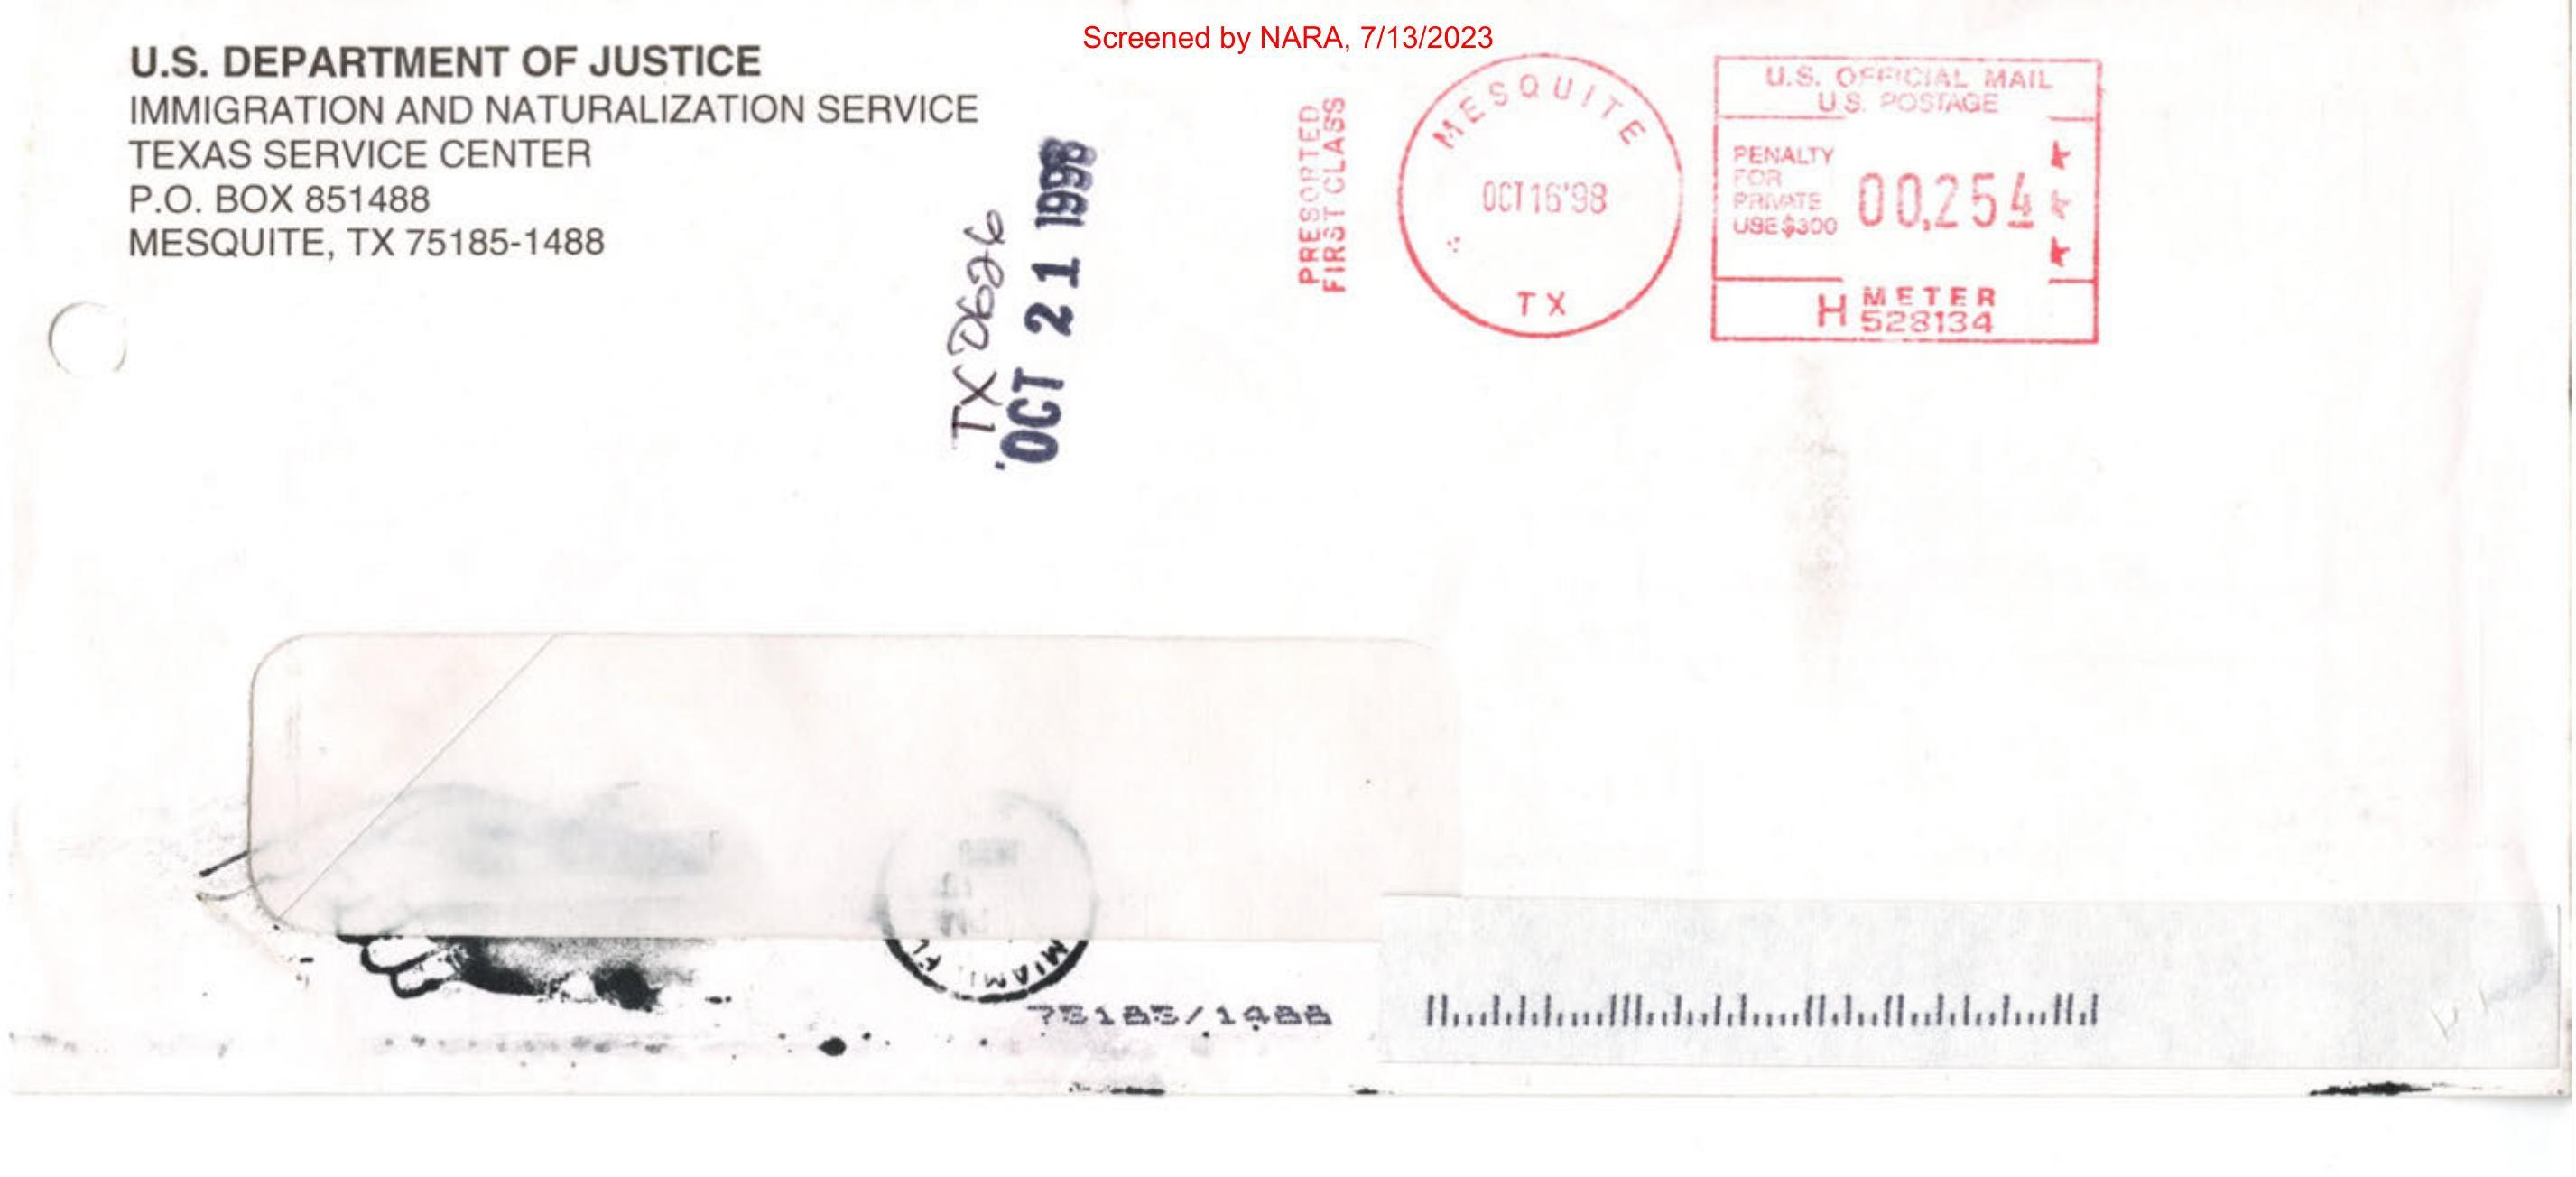 Screened by NARA, 7/13/2023
U.S. DEPARTMENT OF JUSTICE
IMMIGRATION AND NATURALIZATION SERVICE
TEXAS SERVICE CENTER
P.O. BOX 851488
MESQUITE, TX 75185-1488
TX D626
OCT 21 1998
PRESORTED
FIRST CLASS
MESQUITE
OCT 16'98
TX
U.S. OFFICIAL MAIL
U.S. POSTAGE
PENALTY
FOR
PRIVATE
USE $300
00,254
H METER
528134
MIAMI FL
75185/1488